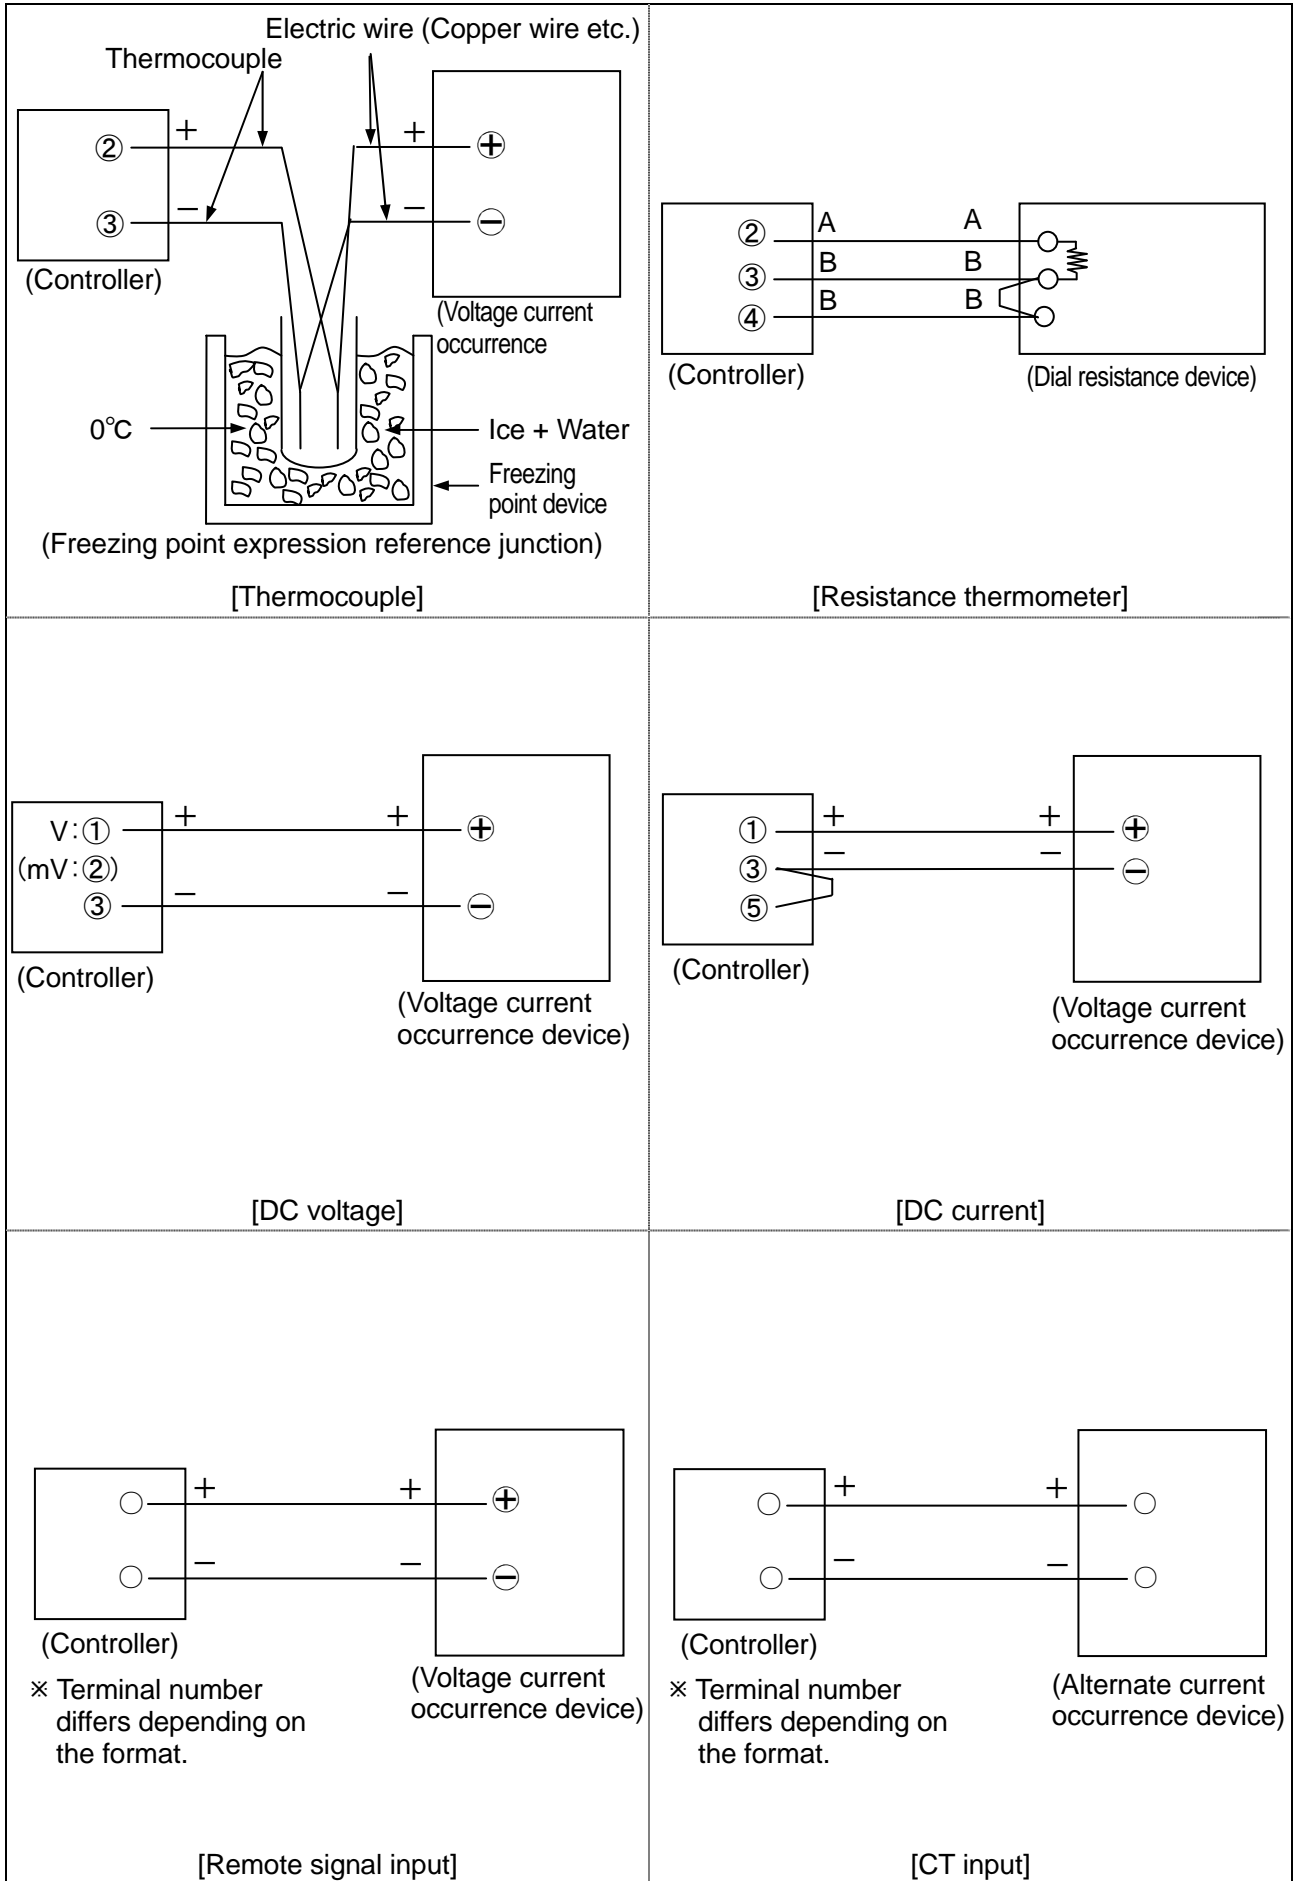 Electric wire (Copper wire etc.)
Thermocouple
② + + ⊕
③ − − ⊖
(Controller)
(Voltage current
occurrence
0°C
Ice + Water
Freezing
point device
(Freezing point expression reference junction)
[Thermocouple]
② A A
③ B B
④ B B
(Controller)
(Dial resistance device)
[Resistance thermometer]
V:① + + ⊕
(mV:②)
③ − − ⊖
(Controller)
(Voltage current
occurrence device)
[DC voltage]
① + + ⊕
③ − − ⊖
⑤
(Controller)
(Voltage current
occurrence device)
[DC current]
+ + ⊕
− − ⊖
(Controller)
(Voltage current
occurrence device)
※ Terminal number
differs depending on
the format.
[Remote signal input]
+ +
− −
(Controller)
(Alternate current
occurrence device)
※ Terminal number
differs depending on
the format.
[CT input]